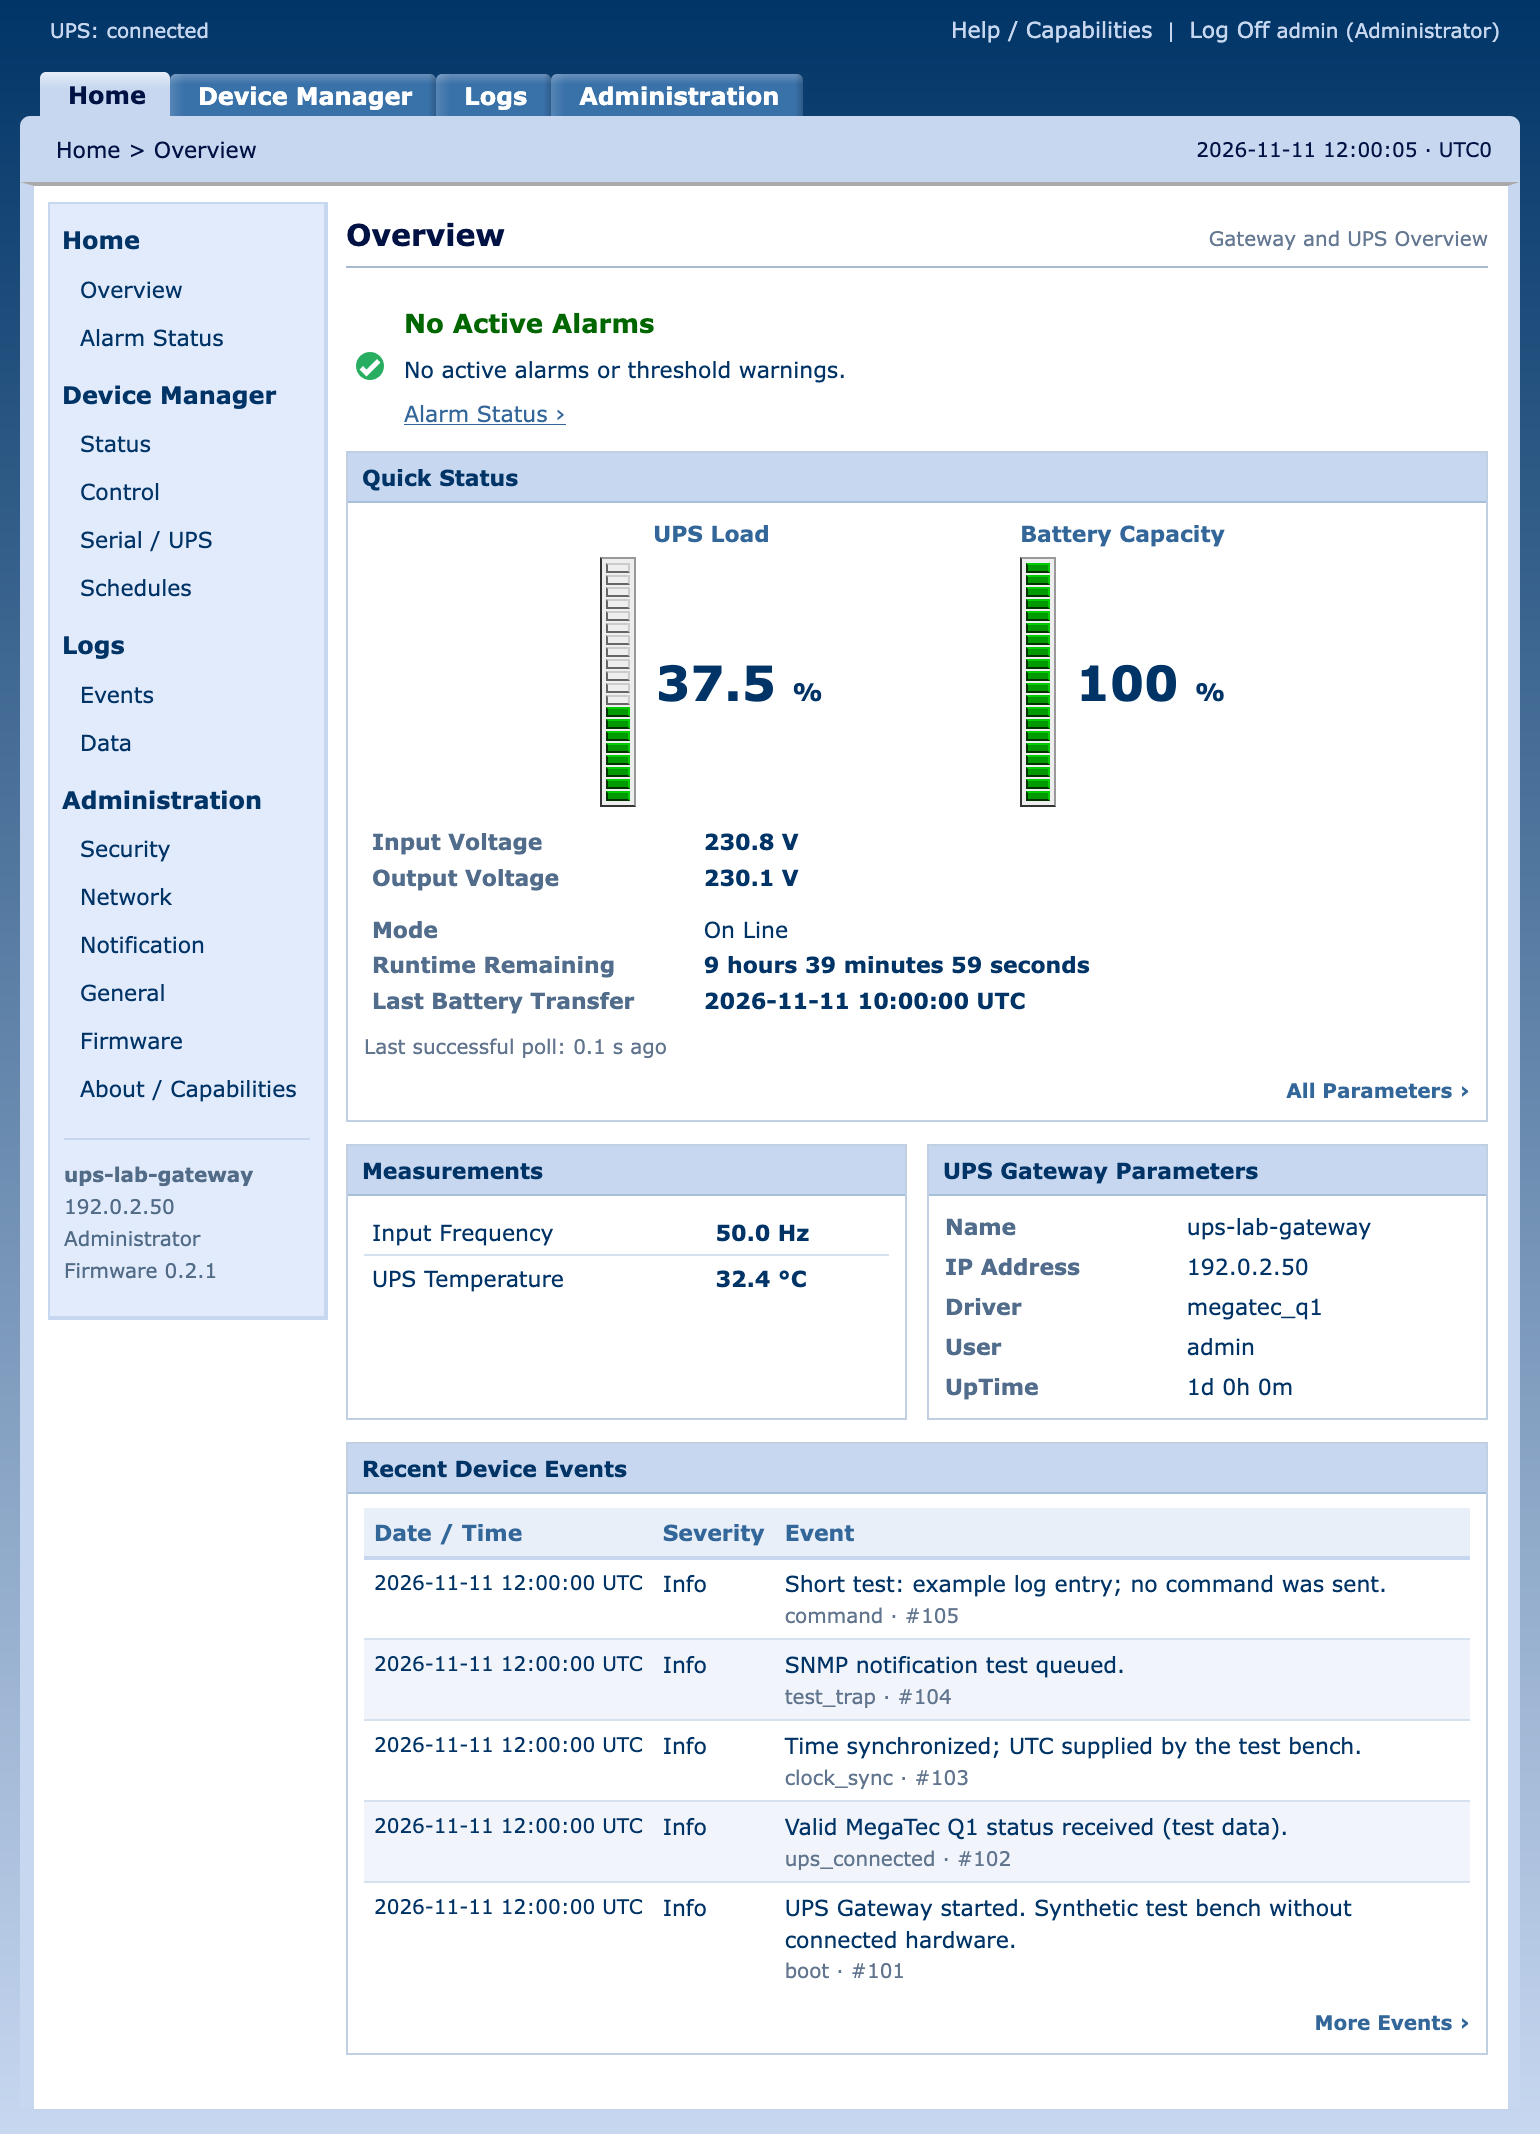 UPS: connected
Help / Capabilities | Log Off admin (Administrator)
Home Device Manager Logs Administration
Home > Overview
2026-11-11 12:00:05 · UTC0
Home
Overview
Alarm Status
Device Manager
Status
Control
Serial / UPS
Schedules
Logs
Events
Data
Administration
Security
Network
Notification
General
Firmware
About / Capabilities
ups-lab-gateway
192.0.2.50
Administrator
Firmware 0.2.1
Overview
Gateway and UPS Overview
No Active Alarms
No active alarms or threshold warnings.
Alarm Status ›
Quick Status
UPS Load
37.5 %
Battery Capacity
100 %
Input Voltage 230.8 V
Output Voltage 230.1 V
Mode On Line
Runtime Remaining 9 hours 39 minutes 59 seconds
Last Battery Transfer 2026-11-11 10:00:00 UTC
Last successful poll: 0.1 s ago
All Parameters ›
Measurements
Input Frequency 50.0 Hz
UPS Temperature 32.4 °C
UPS Gateway Parameters
Name ups-lab-gateway
IP Address 192.0.2.50
Driver megatec_q1
User admin
UpTime 1d 0h 0m
Recent Device Events
Date / Time Severity Event
2026-11-11 12:00:00 UTC Info Short test: example log entry; no command was sent.
command · #105
2026-11-11 12:00:00 UTC Info SNMP notification test queued.
test_trap · #104
2026-11-11 12:00:00 UTC Info Time synchronized; UTC supplied by the test bench.
clock_sync · #103
2026-11-11 12:00:00 UTC Info Valid MegaTec Q1 status received (test data).
ups_connected · #102
2026-11-11 12:00:00 UTC Info UPS Gateway started. Synthetic test bench without
connected hardware.
boot · #101
More Events ›